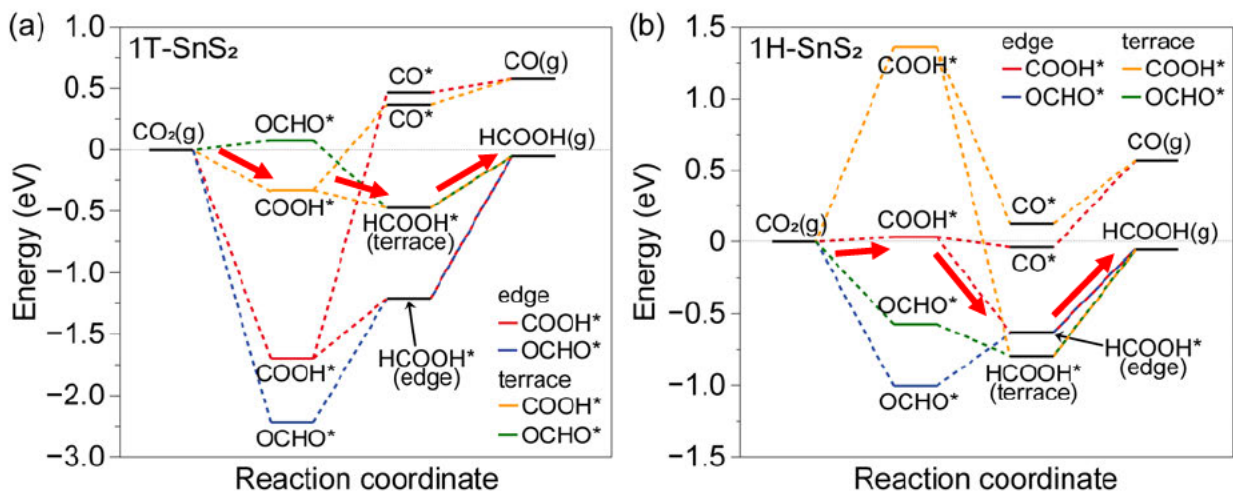 (a)
1T-SnS₂
1.0
0.5
0
−0.5
−1.0
−1.5
−2.0
−2.5
−3.0
Energy (eV)
Reaction coordinate
CO₂(g)
OCHO*
COOH*
CO*
CO*
CO(g)
HCOOH(g)
HCOOH*
(terrace)
COOH*
OCHO*
HCOOH*
(edge)
edge
COOH*
OCHO*
terrace
COOH*
OCHO*
(b)
1H-SnS₂
1.5
1.0
0.5
0
−0.5
−1.0
−1.5
Energy (eV)
Reaction coordinate
edge
COOH*
OCHO*
terrace
COOH*
OCHO*
COOH*
CO₂(g)
COOH*
CO*
CO*
CO(g)
HCOOH(g)
OCHO*
OCHO*
HCOOH*
(terrace)
HCOOH*
(edge)